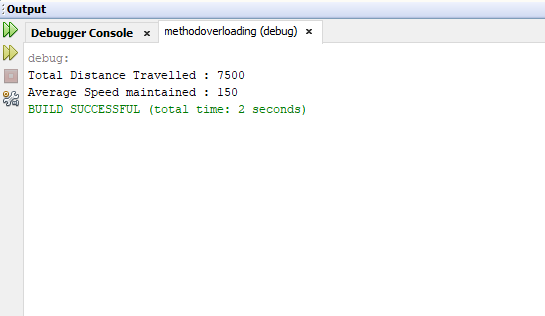 Output
Debugger Console × methodoverloading (debug) ×
debug:
Total Distance Travelled : 7500
Average Speed maintained : 150
BUILD SUCCESSFUL (total time: 2 seconds)